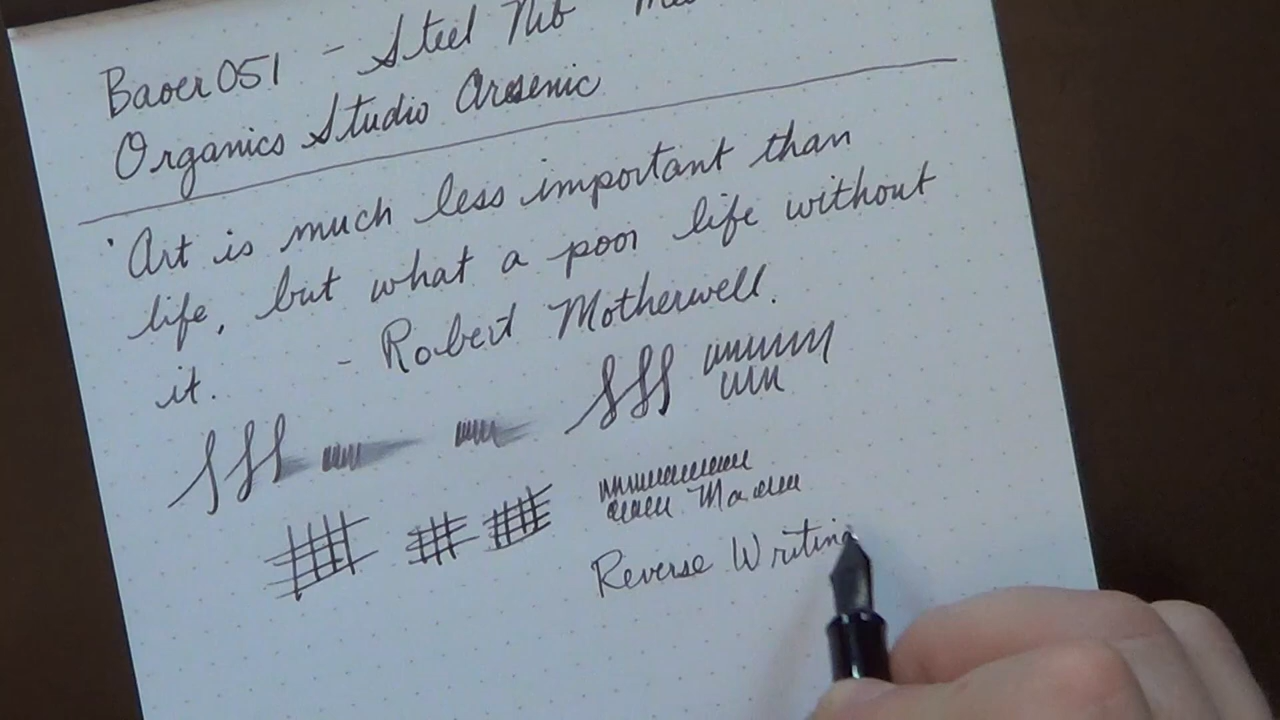 Baoer 051 - Steel Nib
Organics Studio Arsenic
"Art is much less important than
life, but what a poor life without
it. - Robert Motherwell.
Reverse Writing